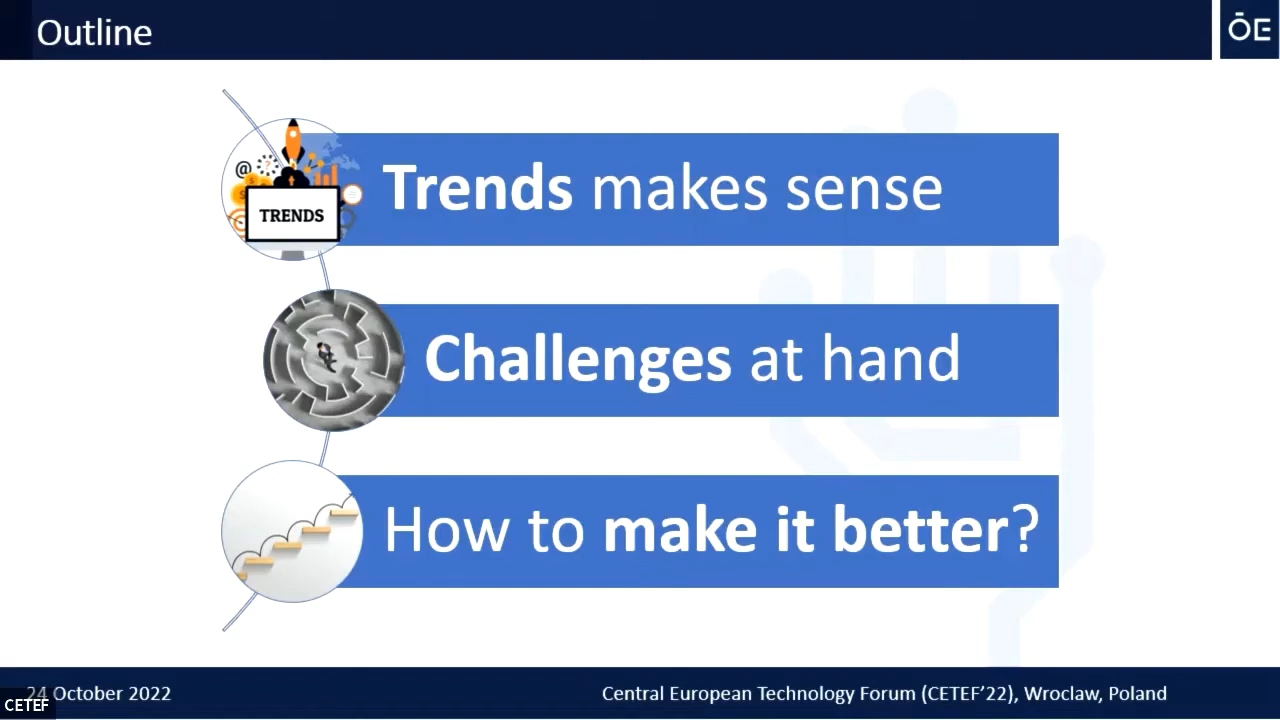 Outline
ŌE
@
TRENDS
Trends makes sense
Challenges at hand
How to make it better?
24 October 2022
Central European Technology Forum (CETEF’22), Wroclaw, Poland
CETEF